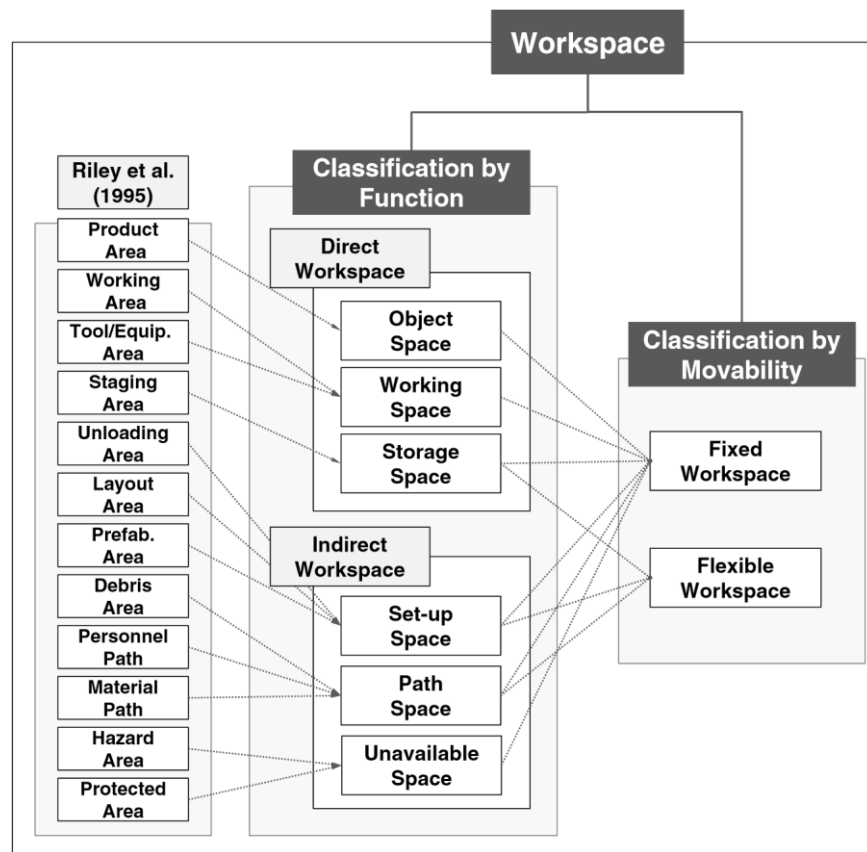 Workspace
Riley et al.
(1995)
Product
Area
Working
Area
Tool/Equip.
Area
Staging
Area
Unloading
Area
Layout
Area
Prefab.
Area
Debris
Area
Personnel
Path
Material
Path
Hazard
Area
Protected
Area
Classification by
Function
Direct
Workspace
Object
Space
Working
Space
Storage
Space
Indirect
Workspace
Set-up
Space
Path
Space
Unavailable
Space
Classification by
Movability
Fixed
Workspace
Flexible
Workspace